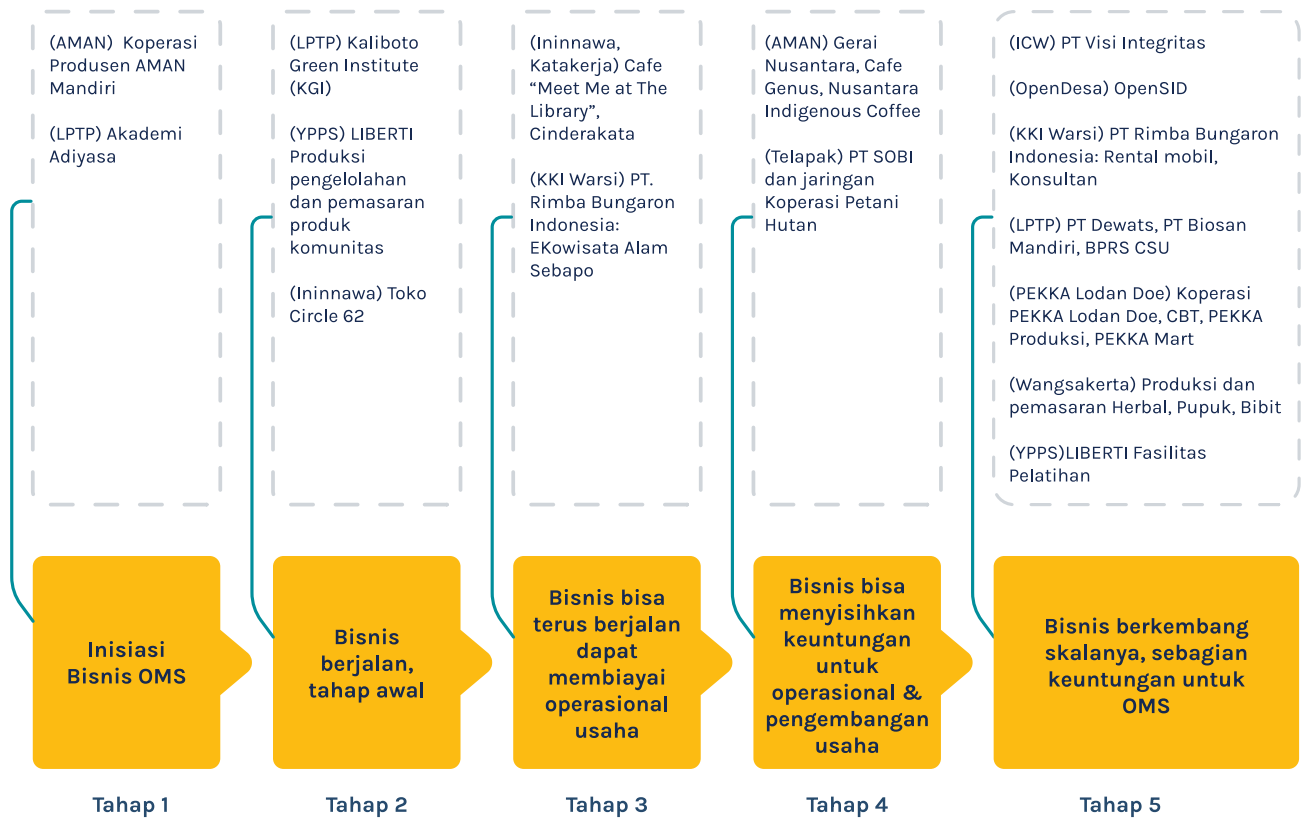 (AMAN) Koperasi
Produsen AMAN
Mandiri
(LPTP) Akademi
Adiyasa
(LPTP) Kaliboto
Green Institute
(KGI)
(YPPS) LIBERTI
Produksi
pengelolahan
dan pemasaran
produk
komunitas
(Ininnawa) Toko
Circle 62
(Ininnawa,
Katakerja) Cafe
“Meet Me at The
Library”,
Cinderakata
(KKI Warsi) PT.
Rimba Bungaron
Indonesia:
EKowisata Alam
Sebapo
(AMAN) Gerai
Nusantara, Cafe
Genus, Nusantara
Indigenous Coffee
(Telapak) PT SOBI
dan jaringan
Koperasi Petani
Hutan
(ICW) PT Visi Integritas
(OpenDesa) OpenSID
(KKI Warsi) PT Rimba Bungaron
Indonesia: Rental mobil,
Konsultan
(LPTP) PT Dewats, PT Biosan
Mandiri, BPRS CSU
(PEKKA Lodan Doe) Koperasi
PEKKA Lodan Doe, CBT, PEKKA
Produksi, PEKKA Mart
(Wangsakerta) Produksi dan
pemasaran Herbal, Pupuk, Bibit
(YPPS)LIBERTI Fasilitas
Pelatihan
Inisiasi
Bisnis OMS
Bisnis
berjalan,
tahap awal
Bisnis bisa
terus berjalan
dapat
membiayai
operasional
usaha
Bisnis bisa
menyisihkan
keuntungan
untuk
operasional &
pengembangan
usaha
Bisnis berkembang
skalanya, sebagian
keuntungan untuk
OMS
Tahap 1
Tahap 2
Tahap 3
Tahap 4
Tahap 5